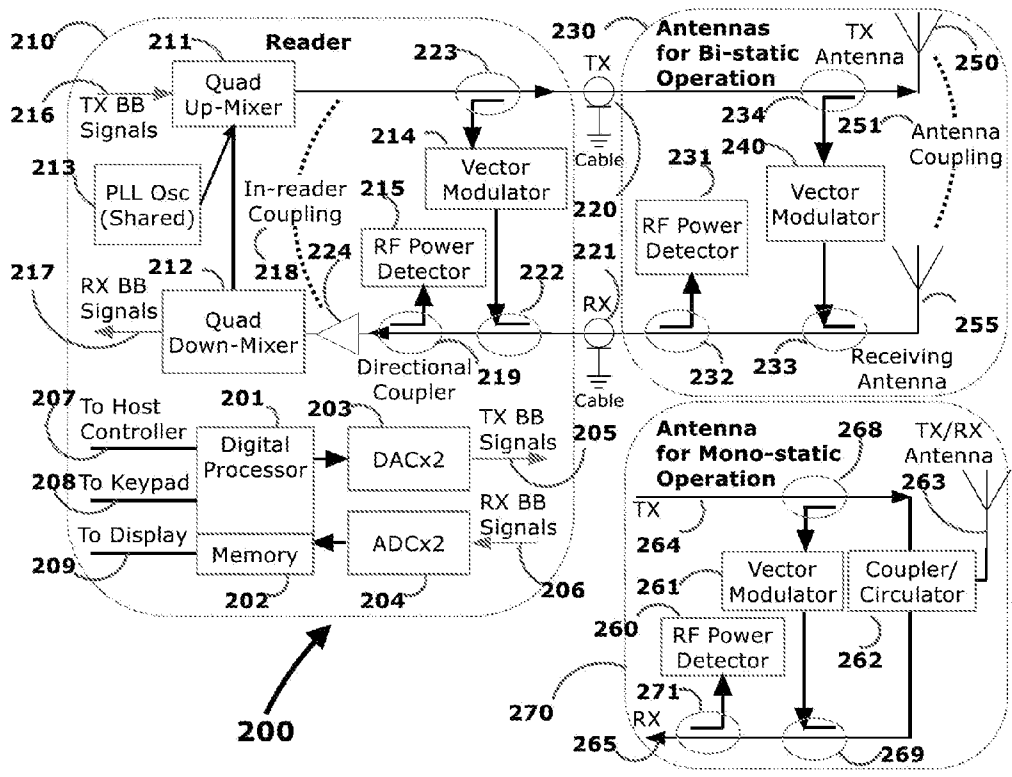 210
211
Reader
223
230
TX
Antennas
for Bi-static
Operation
TX
Antenna
250
Quad
Up-Mixer
TX BB
Signals
216
214
234
251
Antenna
Coupling
213
PLL Osc
(Shared)
In-reader
Coupling
215
Vector
Modulator
Cable
231
240
220
Vector
Modulator
217
212
218
224
RF Power
Detector
222
221
RF Power
Detector
RX BB
Signals
Quad
Down-Mixer
RX
255
Directional
Coupler
219
232
233
Receiving
Antenna
Cable
207
To Host
Controller
201
203
TX BB
Signals
205
Digital
Processor
DACx2
208
To Keypad
RX BB
Signals
To Display
209
Memory
ADCx2
202
204
206
200
Antenna
for Mono-static
Operation
268
TX/RX
Antenna
263
TX
264
261
Vector
Modulator
Coupler/
Circulator
260
RF Power
Detector
262
270
271
RX
265
269